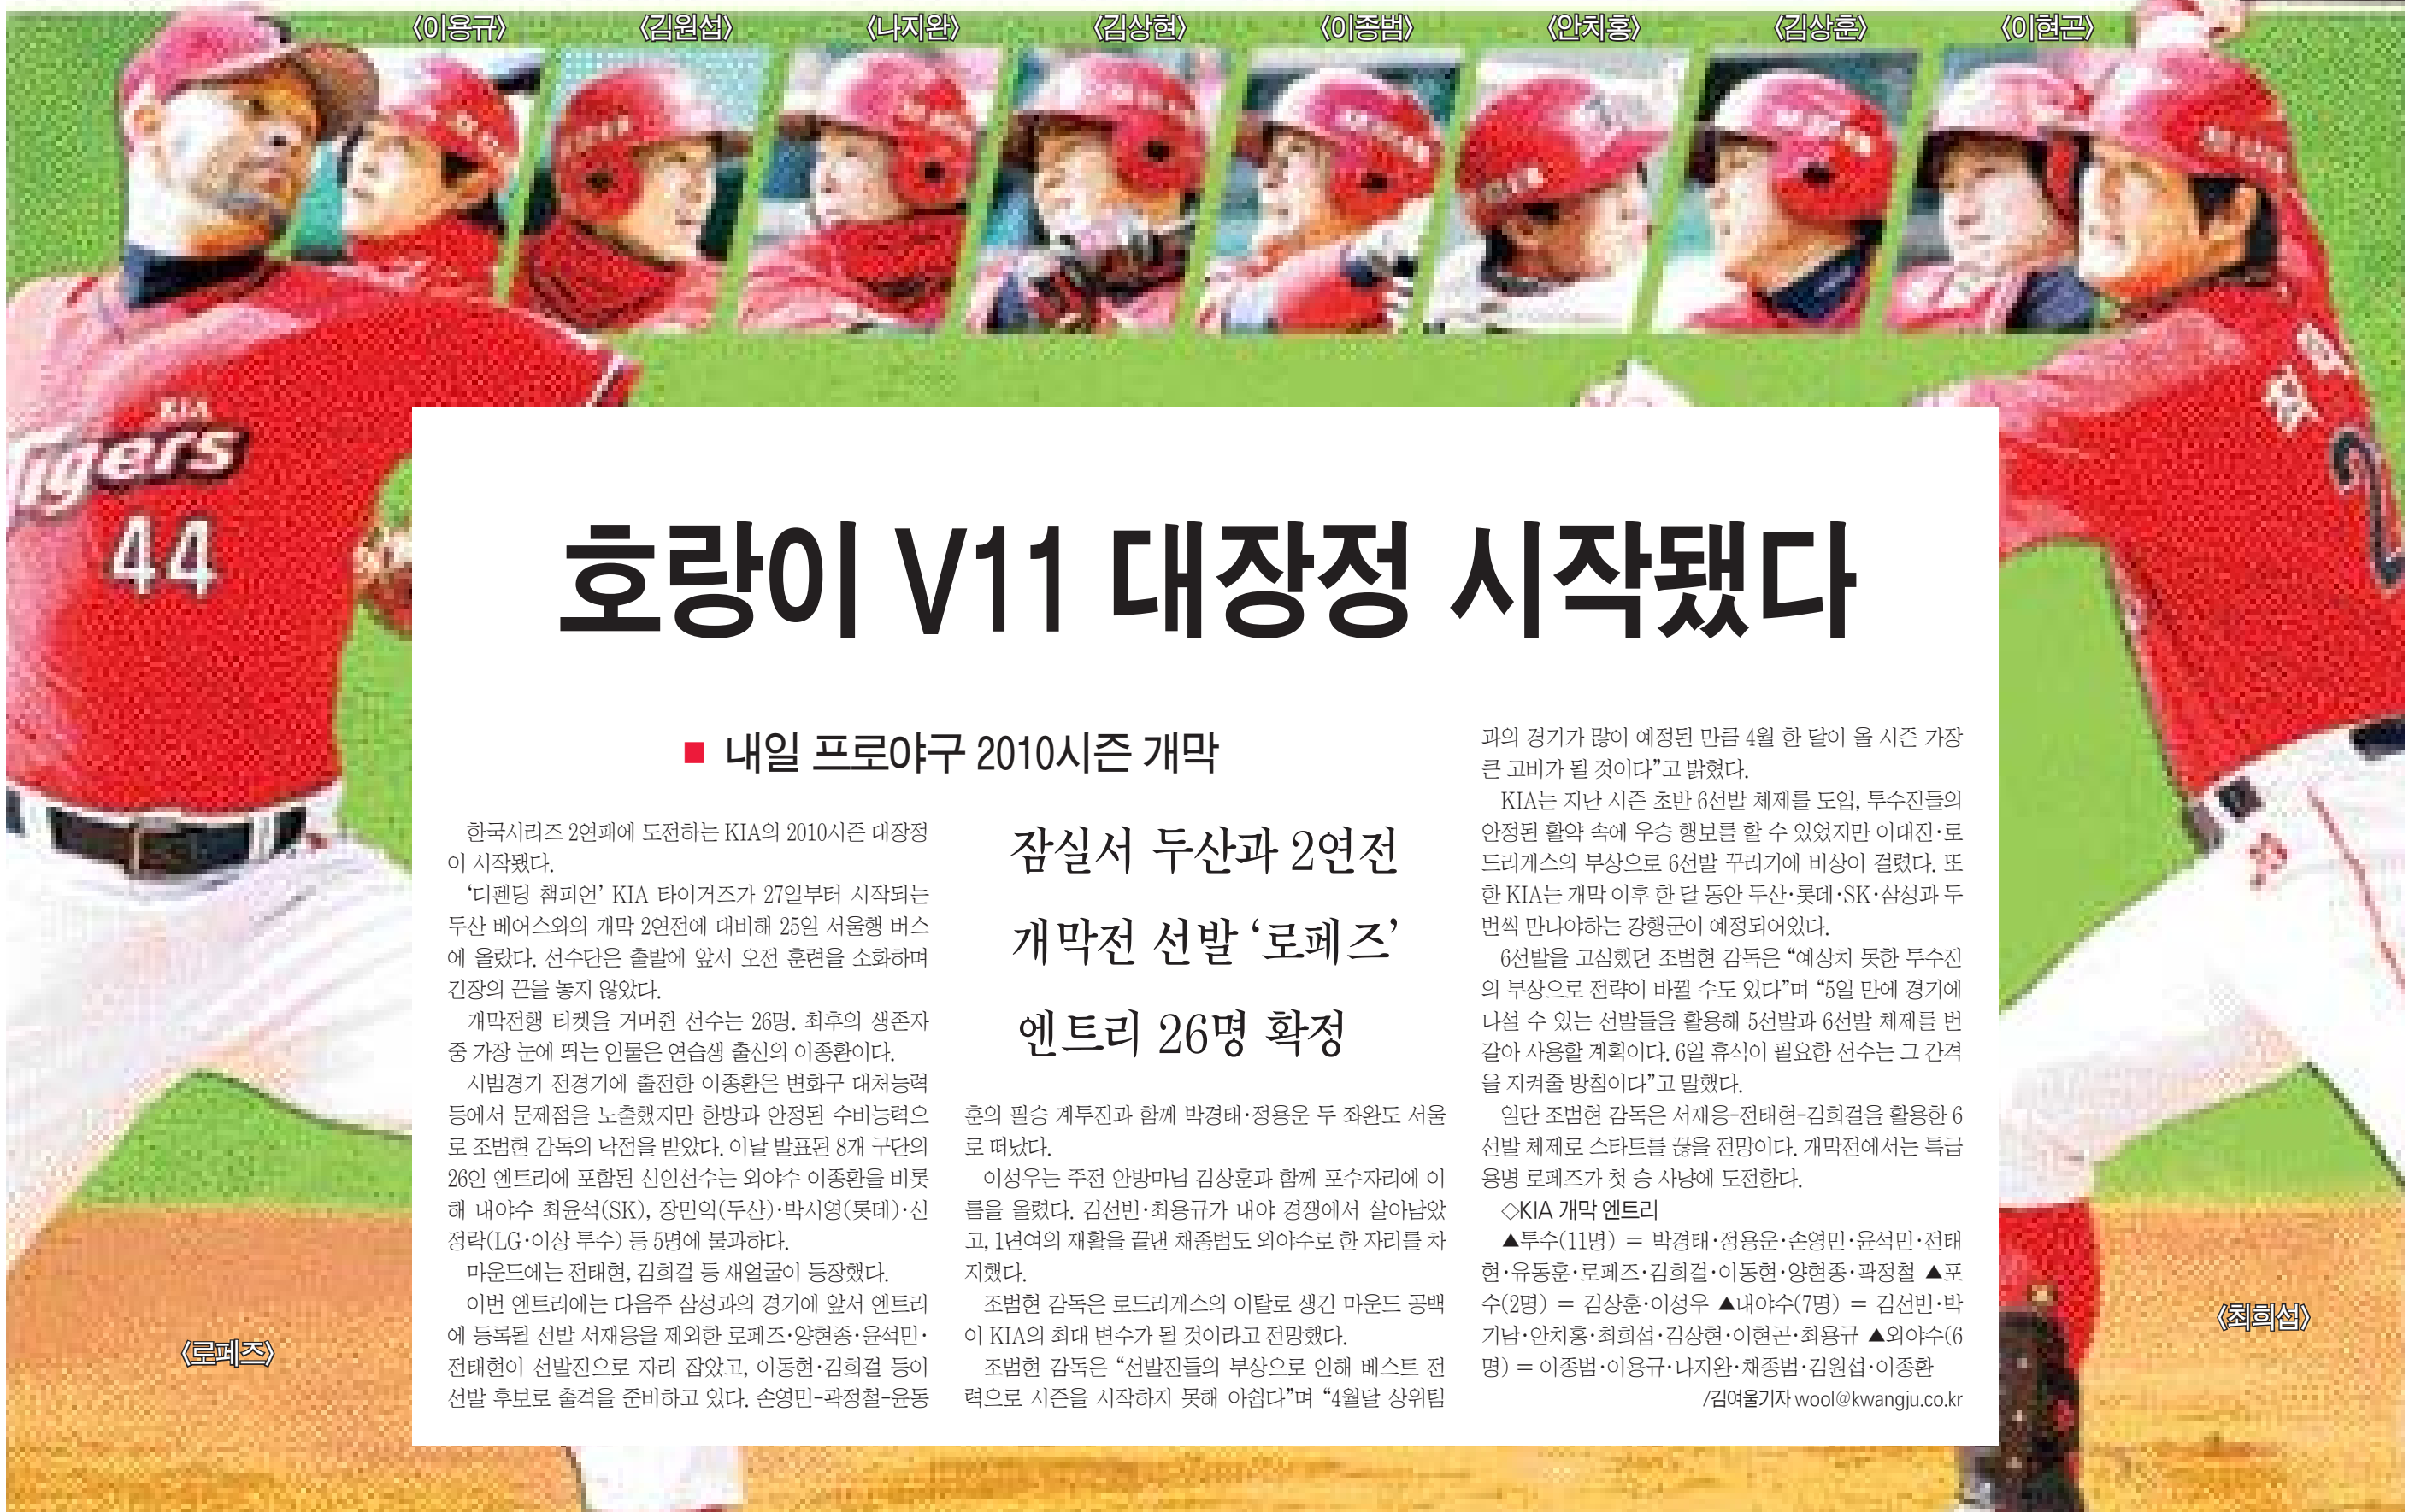 〈이용규〉 〈김원섭〉 〈나지완〉 〈김상현〉 〈이종범〉 〈안치홍〉 〈김상훈〉 〈이현곤〉
KIA
Tigers
44
2
호랑이 V11 대장정 시작됐다
■ 내일 프로야구 2010시즌 개막
한국시리즈 2연패에 도전하는 KIA의 2010시즌 대장정
이 시작됐다.
‘디펜딩 챔피언’ KIA 타이거즈가 27일부터 시작되는
두산 베어스와의 개막 2연전에 대비해 25일 서울행 버스
에 올랐다. 선수단은 출발에 앞서 오전 훈련을 소화하며
긴장의 끈을 놓지 않았다.
개막전행 티켓을 거머쥔 선수는 26명. 최후의 생존자
중 가장 눈에 띄는 인물은 연습생 출신의 이종환이다.
시범경기 전경기에 출전한 이종환은 변화구 대처능력
등에서 문제점을 노출했지만 한방과 안정된 수비능력으
로 조범현 감독의 낙점을 받았다. 이날 발표된 8개 구단의
26인 엔트리에 포함된 신인선수는 외야수 이종환을 비롯
해 내야수 최윤석(SK), 장민익(두산)·박시영(롯데)·신
정락(LG·이상 투수) 등 5명에 불과하다.
마운드에는 전태현, 김희걸 등 새얼굴이 등장했다.
이번 엔트리에는 다음주 삼성과의 경기에 앞서 엔트리
에 등록될 선발 서재응을 제외한 로페즈·양현종·윤석민·
전태현이 선발진으로 자리 잡았고, 이동현·김희걸 등이
선발 후보로 출격을 준비하고 있다. 손영민-곽정철-유동
잠실서 두산과 2연전
개막전 선발 ‘로페즈’
엔트리 26명 확정
훈의 필승 계투진과 함께 박경태·정용운 두 좌완도 서울
로 떠났다.
이성우는 주전 안방마님 김상훈과 함께 포수자리에 이
름을 올렸다. 김선빈·최용규가 내야 경쟁에서 살아남았
고, 1년여의 재활을 끝낸 채종범도 외야수로 한 자리를 차
지했다.
조범현 감독은 로드리게스의 이탈로 생긴 마운드 공백
이 KIA의 최대 변수가 될 것이라고 전망했다.
조범현 감독은 “선발진들의 부상으로 인해 베스트 전
력으로 시즌을 시작하지 못해 아쉽다”며 “4월달 상위팀
과의 경기가 많이 예정된 만큼 4월 한 달이 올 시즌 가장
큰 고비가 될 것이다”고 밝혔다.
KIA는 지난 시즌 초반 6선발 체제를 도입, 투수진들의
안정된 활약 속에 우승 행보를 할 수 있었지만 이대진·로
드리게스의 부상으로 6선발 꾸리기에 비상이 걸렸다. 또
한 KIA는 개막 이후 한 달 동안 두산·롯데·SK·삼성과 두
번씩 만나야하는 강행군이 예정되어있다.
6선발을 고심했던 조범현 감독은 “예상치 못한 투수진
의 부상으로 전략이 바뀔 수도 있다”며 “5일 만에 경기에
나설 수 있는 선발들을 활용해 5선발과 6선발 체제를 번
갈아 사용할 계획이다. 6일 휴식이 필요한 선수는 그 간격
을 지켜줄 방침이다”고 말했다.
일단 조범현 감독은 서재응-전태현-김희걸을 활용한 6
선발 체제로 스타트를 끊을 전망이다. 개막전에서는 특급
용병 로페즈가 첫 승 사냥에 도전한다.
◇KIA 개막 엔트리
▲투수(11명) = 박경태·정용운·손영민·윤석민·전태
현·유동훈·로페즈·김희걸·이동현·양현종·곽정철 ▲포
수(2명) = 김상훈·이성우 ▲내야수(7명) = 김선빈·박
기남·안치홍·최희섭·김상현·이현곤·최용규 ▲외야수(6
명) = 이종범·이용규·나지완·채종범·김원섭·이종환
/김여울기자 wool@kwangju.co.kr
〈로페즈〉
〈최희섭〉